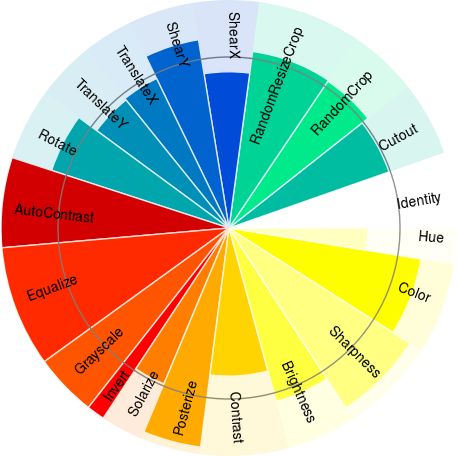 ShearX
RandomResizeCrop
RandomCrop
Cutout
Identity
Hue
Color
Sharpness
Brightness
Contrast
Posterize
Solarize
Invert
Grayscale
Equalize
AutoContrast
Rotate
TranslateY
TranslateX
ShearY